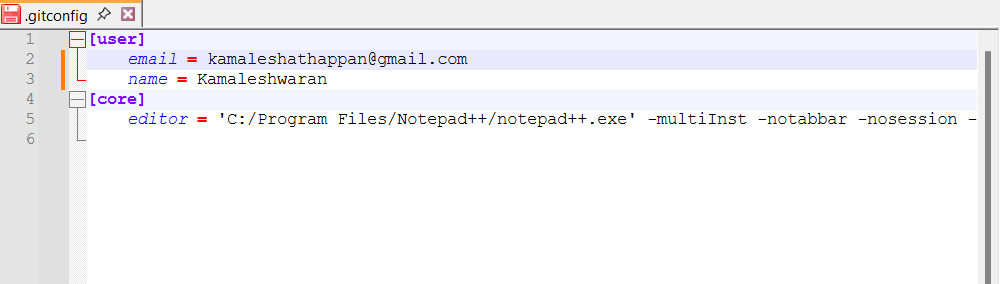 .gitconfig
1 [user]
2 email = kamaleshathappan@gmail.com
3 name = Kamaleshwaran
4 [core]
5 editor = 'C:/Program Files/Notepad++/notepad++.exe' -multiInst -notabbar -nosession -
6